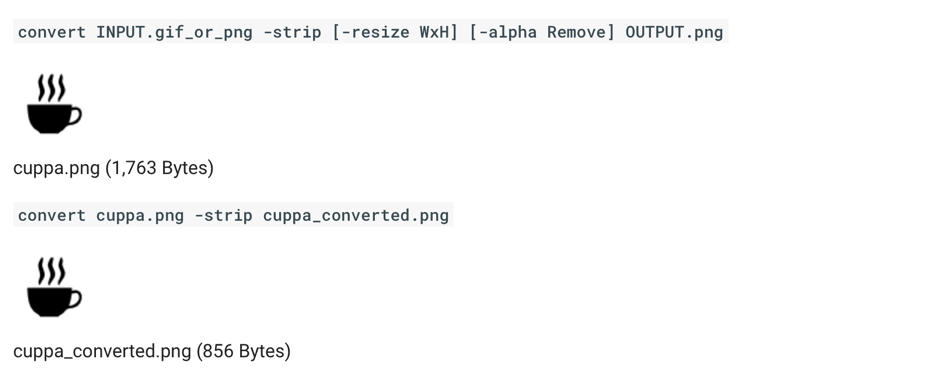 convert INPUT.gif_or_png -strip [-resize WxH] [-alpha Remove] OUTPUT.png
cuppa.png (1,763 Bytes)
convert cuppa.png -strip cuppa_converted.png
cuppa_converted.png (856 Bytes)